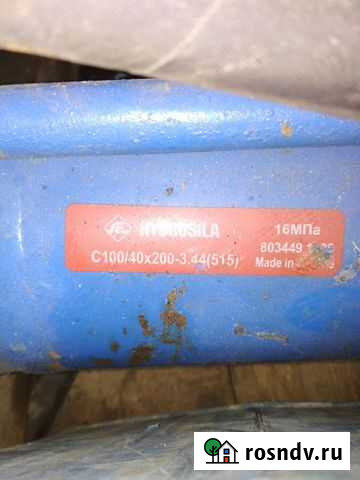 HYDROSILA
16МПа
803449
C100/40x200-3.44(515)
Made in
rosndv.ru